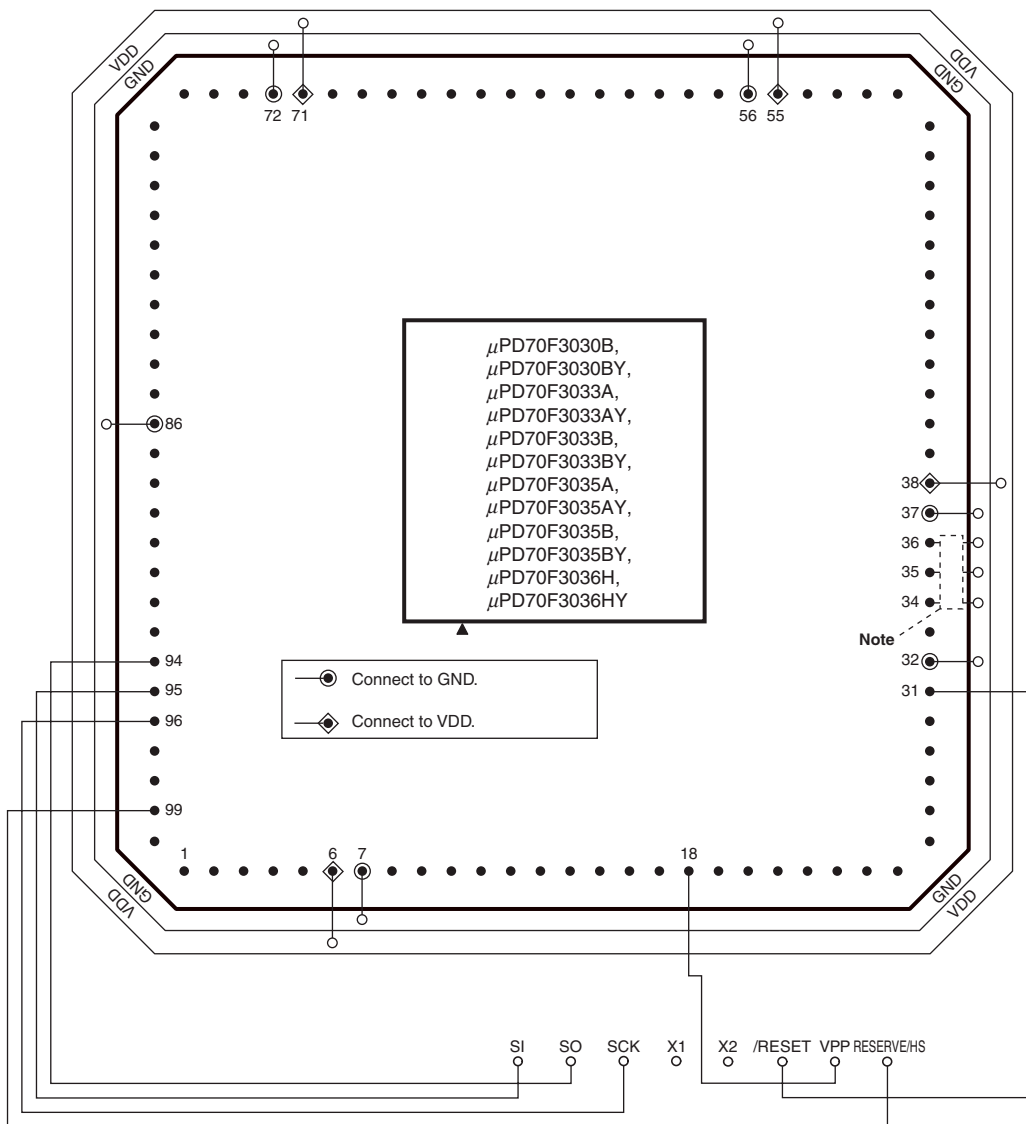 VDD
GND
VDD
GND
72 71
56 55
86
μPD70F3030B,
μPD70F3030BY,
μPD70F3033A,
μPD70F3033AY,
μPD70F3033B,
μPD70F3033BY,
μPD70F3035A,
μPD70F3035AY,
μPD70F3035B,
μPD70F3035BY,
μPD70F3036H,
μPD70F3036HY
38
37
36
35
34
Note
32
31
94
95
96
99
Connect to GND.
Connect to VDD.
1 6 7 18
GND
VDD
GND
VDD
SI SO SCK X1 X2 /RESET VPP RESERVE/HS